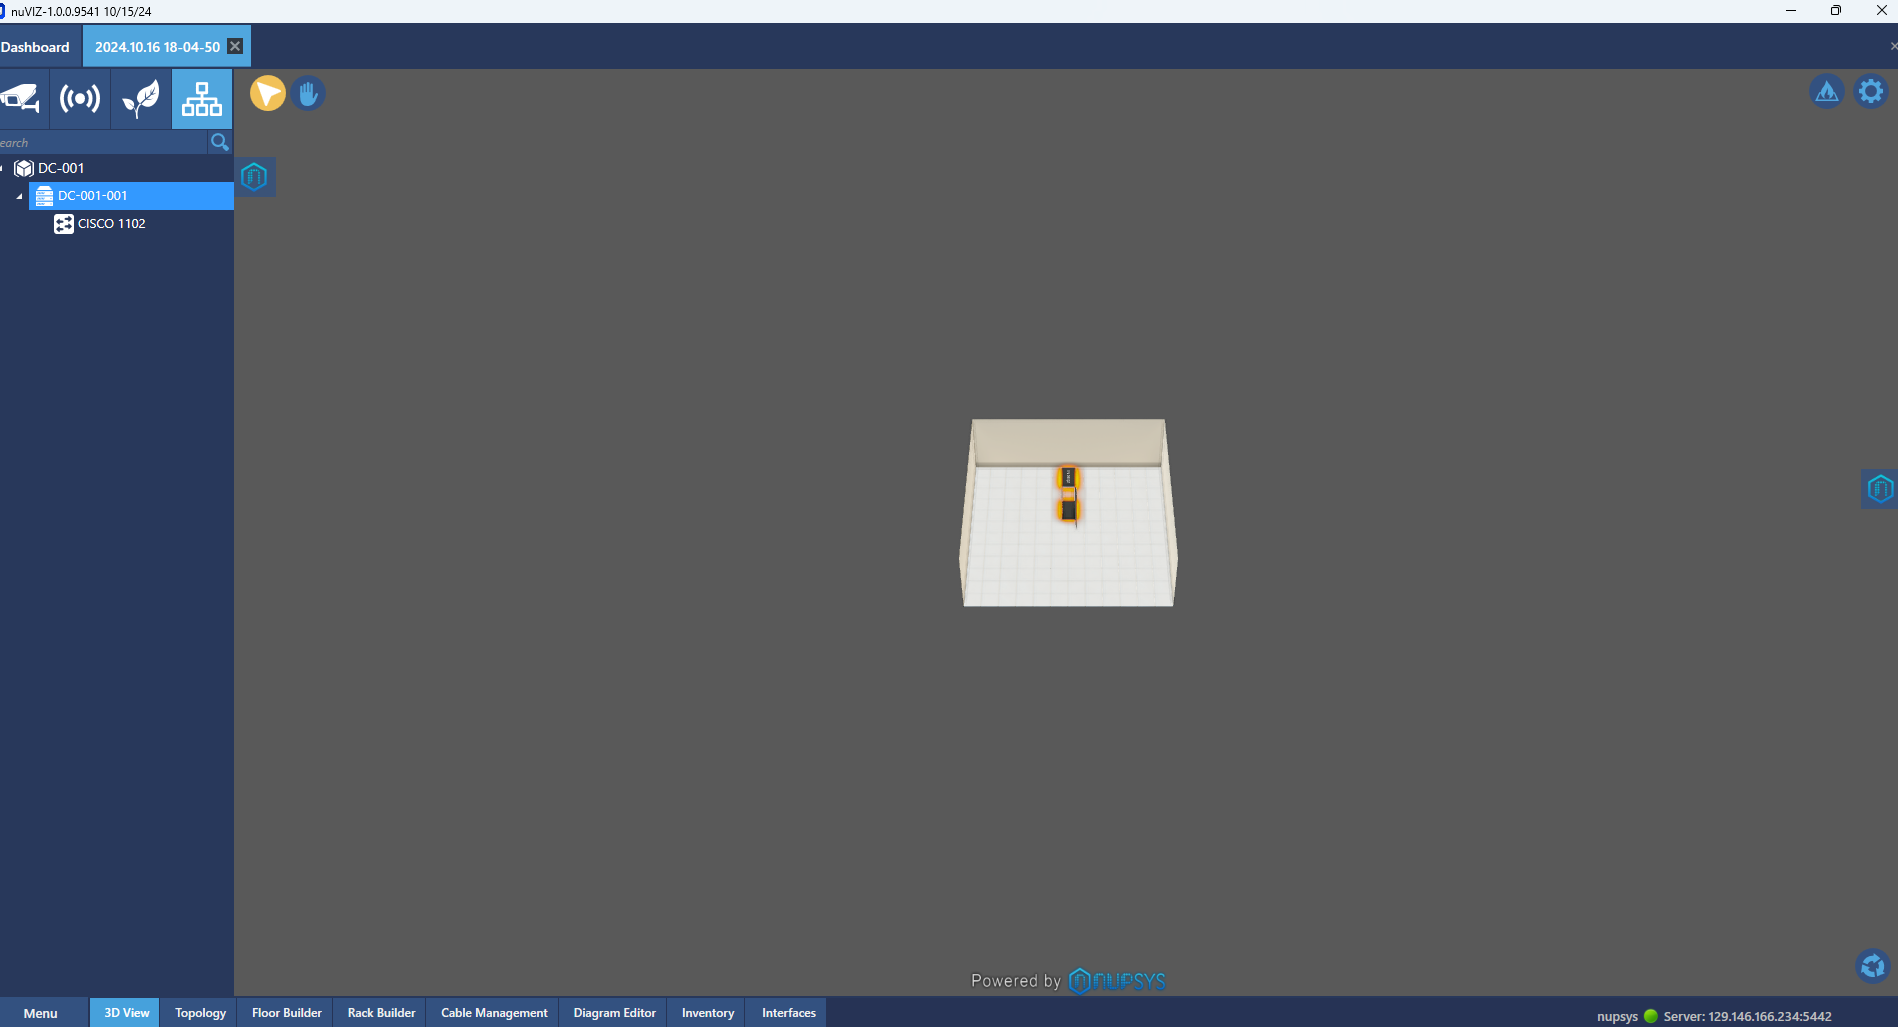 nuVIZ-1.0.0.9541 10/15/24
Dashboard
2024.10.16 18-04-50
earch
DC-001
DC-001-001
CISCO 1102
Powered by nupsys
Menu
3D View
Topology
Floor Builder
Rack Builder
Cable Management
Diagram Editor
Inventory
Interfaces
nupsys
Server: 129.146.166.234:5442